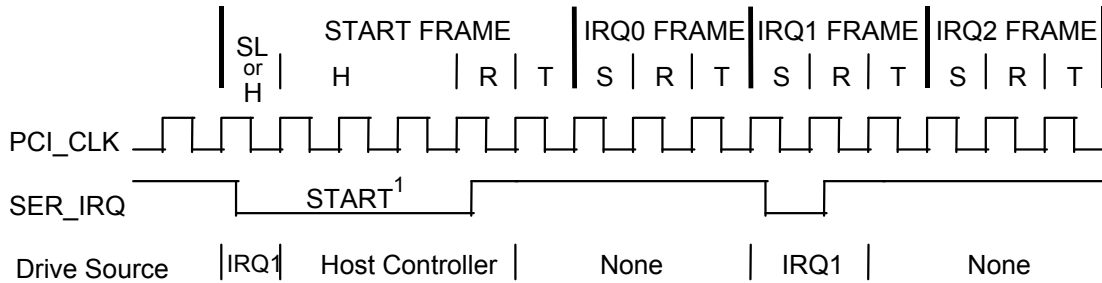 START FRAME IRQ0 FRAME IRQ1 FRAME IRQ2 FRAME
SL
or
H
H R T S R T S R T S R T
PCI_CLK
SER_IRQ START1
Drive Source IRQ1 Host Controller None IRQ1 None